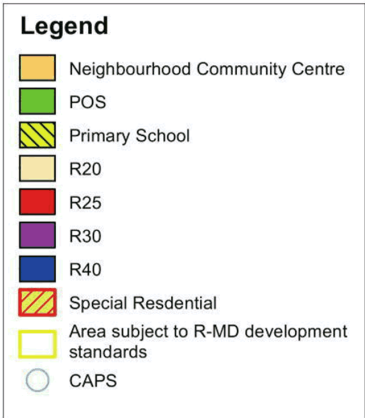 Legend
Neighbourhood Community Centre
POS
Primary School
R20
R25
R30
R40
Special Resdential
Area subject to R-MD development
standards
CAPS